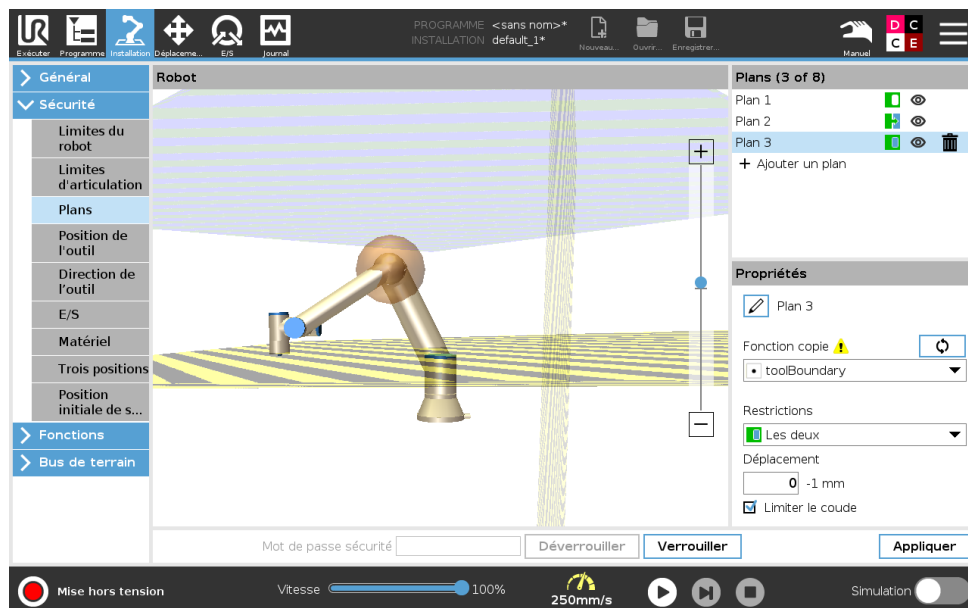 PROGRAMME <sans nom>*
INSTALLATION default_1*
Exécuter Programme Installation Déplaceme... E/S Journal
Nouveau... Ouvrir... Enregistrer...
Manuel
D C
C E
Général
Sécurité
Limites du
robot
Limites
d'articulation
Plans
Position de
l'outil
Direction de
l'outil
E/S
Matériel
Trois positions
Position
initiale de s...
Fonctions
Bus de terrain
Robot
+
−
Plans (3 of 8)
Plan 1
Plan 2
Plan 3
+ Ajouter un plan
Propriétés
Plan 3
Fonction copie
toolBoundary
Restrictions
Les deux
Déplacement
0 -1 mm
Limiter le coude
Mot de passe sécurité
Déverrouiller
Verrouiller
Appliquer
Mise hors tension
Vitesse 100%
250mm/s
Simulation